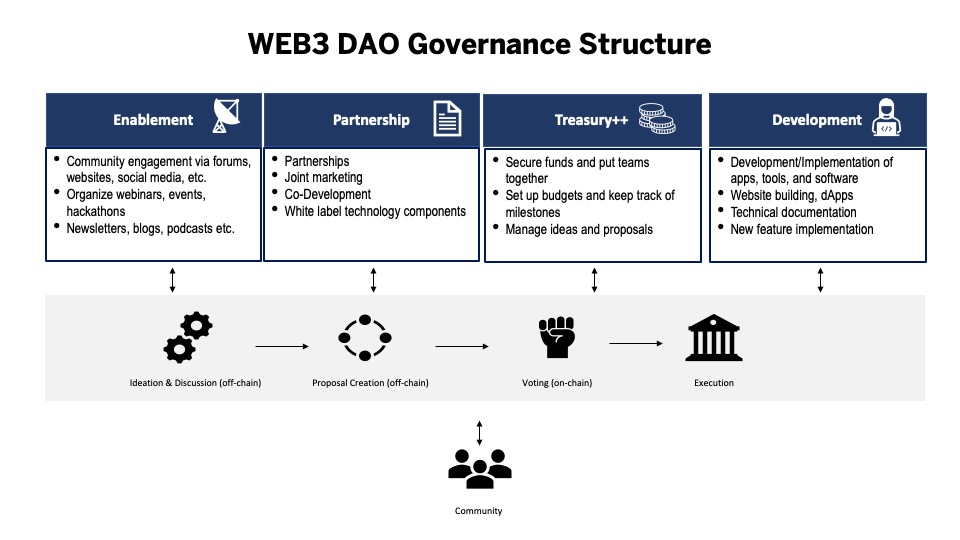 WEB3 DAO Governance Structure
Enablement
Partnership
Treasury++
Development
• Community engagement via forums,
websites, social media, etc.
• Organize webinars, events,
hackathons
• Newsletters, blogs, podcasts etc.
• Partnerships
• Joint marketing
• Co-Development
• White label technology components
• Secure funds and put teams
together
• Set up budgets and keep track of
milestones
• Manage ideas and proposals
• Development/Implementation of
apps, tools, and software
• Website building, dApps
• Technical documentation
• New feature implementation
</>
Ideation & Discussion (off-chain)
Proposal Creation (off-chain)
Voting (on-chain)
Execution
Community